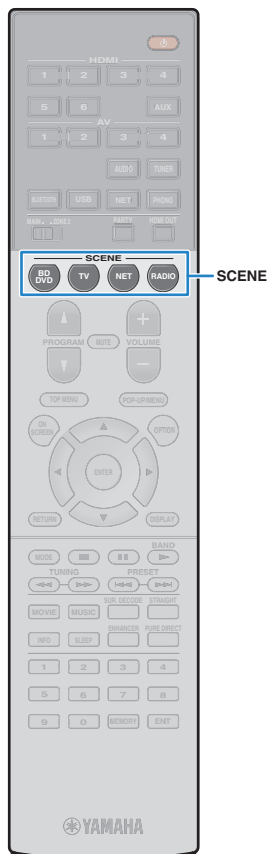 HDMI
1 2 3 4
5 6 AUX
AV
1 2 3 4
AUDIO TUNER
BLUETOOTH USB NET PHONO
MAIN ZONE 2 PARTY HDMI OUT
SCENE
BD DVD TV NET RADIO
SCENE
PROGRAM MUTE VOLUME
TOP MENU POP-UP/MENU
ON SCREEN OPTION
ENTER
RETURN DISPLAY
BAND
MODE
TUNING PRESET
SUR. DECODE STRAIGHT
MOVIE MUSIC
ENHANCER PURE DIRECT
INFO SLEEP
1 2 3 4
5 6 7 8
9 0 MEMORY ENT
YAMAHA